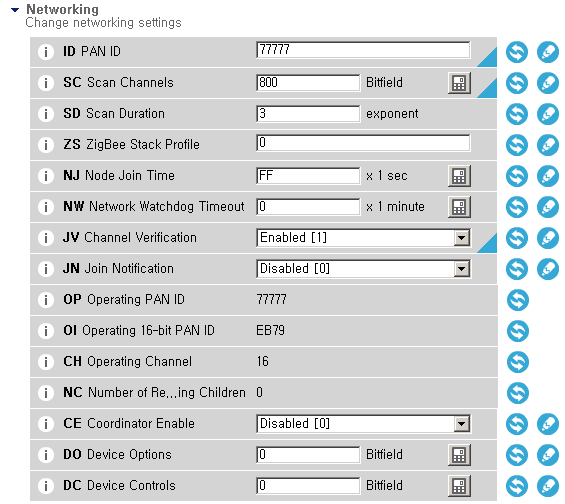 Networking
Change networking settings
i ID PAN ID 77777
i SC Scan Channels 800 Bitfield
i SD Scan Duration 3 exponent
i ZS ZigBee Stack Profile 0
i NJ Node Join Time FF x 1 sec
i NW Network Watchdog Timeout 0 x 1 minute
i JV Channel Verification Enabled [1]
i JN Join Notification Disabled [0]
i OP Operating PAN ID 77777
i OI Operating 16-bit PAN ID EB79
i CH Operating Channel 16
i NC Number of Re...ing Children 0
i CE Coordinator Enable Disabled [0]
i DO Device Options 0 Bitfield
i DC Device Controls 0 Bitfield